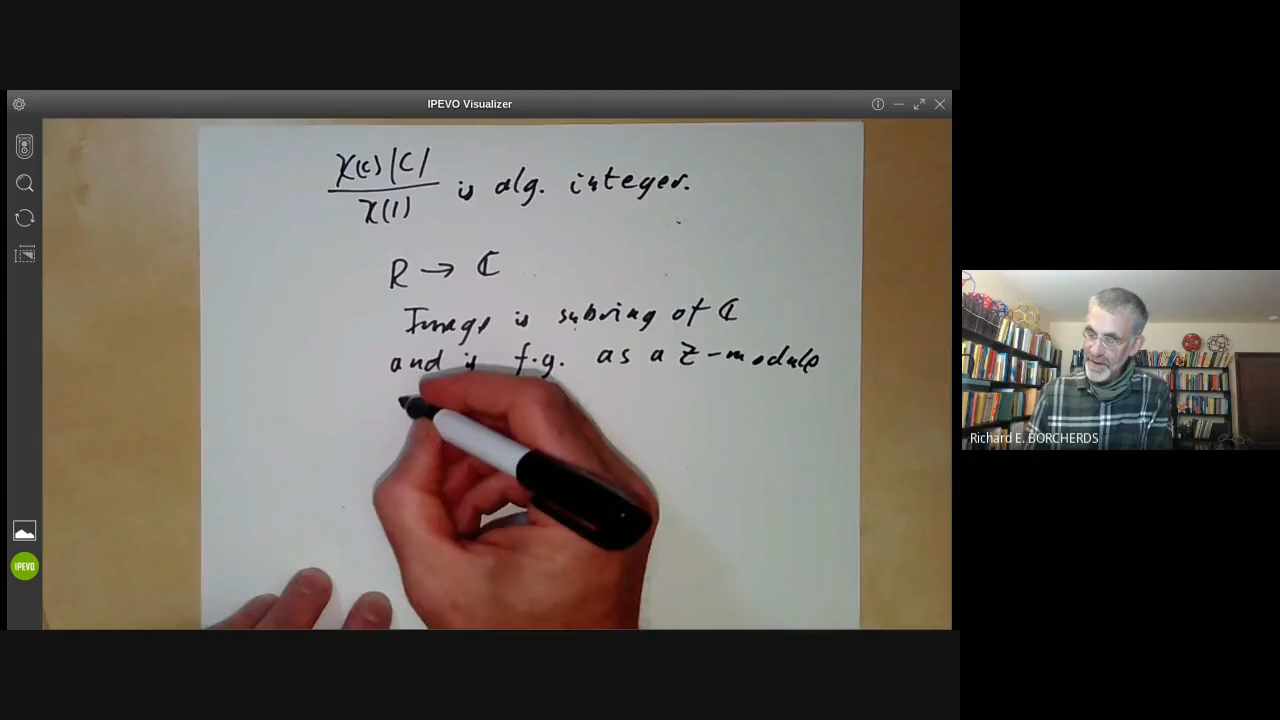 IPEVO Visualizer
χ(c) |C|
χ(1)
is alg. integer.
R → ℂ
Image is subring of ℂ
and is f.g. as a Z-module
IPEVO
Richard E. BORCHERDS